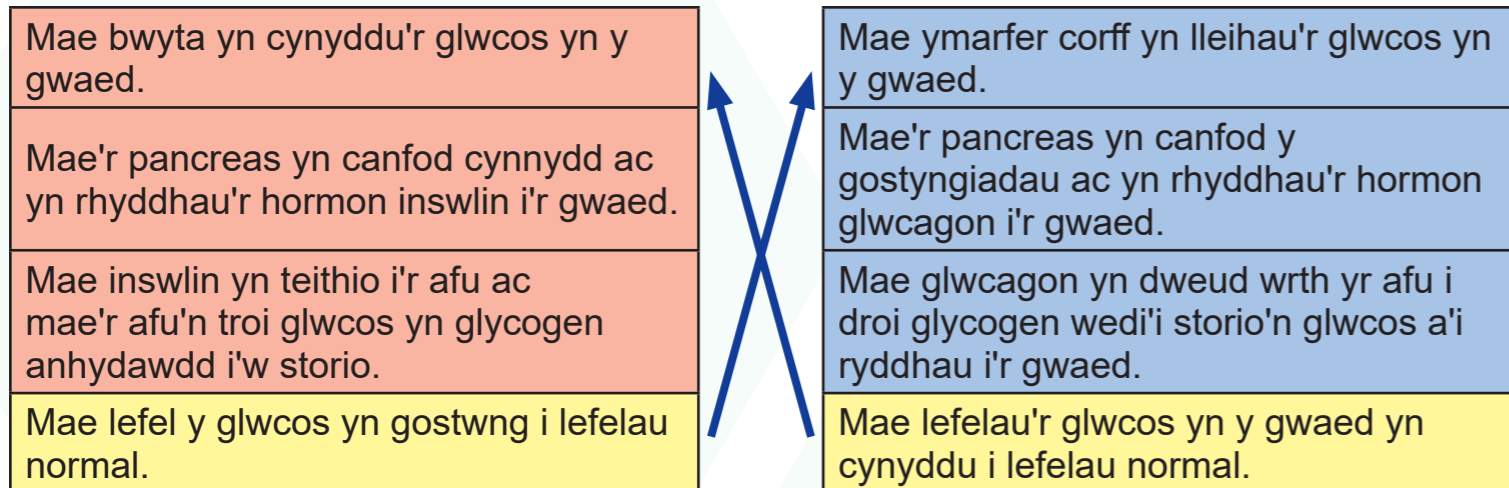 Mae bwyta yn cynyddu'r glwcos yn y
gwaed.
Mae'r pancreas yn canfod cynnydd ac
yn rhyddhau'r hormon inswlin i'r gwaed.
Mae inswlin yn teithio i'r afu ac
mae'r afu'n troi glwcos yn glycogen
anhydawdd i'w storio.
Mae lefel y glwcos yn gostwng i lefelau
normal.
Mae ymarfer corff yn lleihau'r glwcos yn
y gwaed.
Mae'r pancreas yn canfod y
gostyngiadau ac yn rhyddhau'r hormon
glwcagon i'r gwaed.
Mae glwcagon yn dweud wrth yr afu i
droi glycogen wedi'i storio'n glwcos a'i
ryddhau i'r gwaed.
Mae lefelau'r glwcos yn y gwaed yn
cynyddu i lefelau normal.